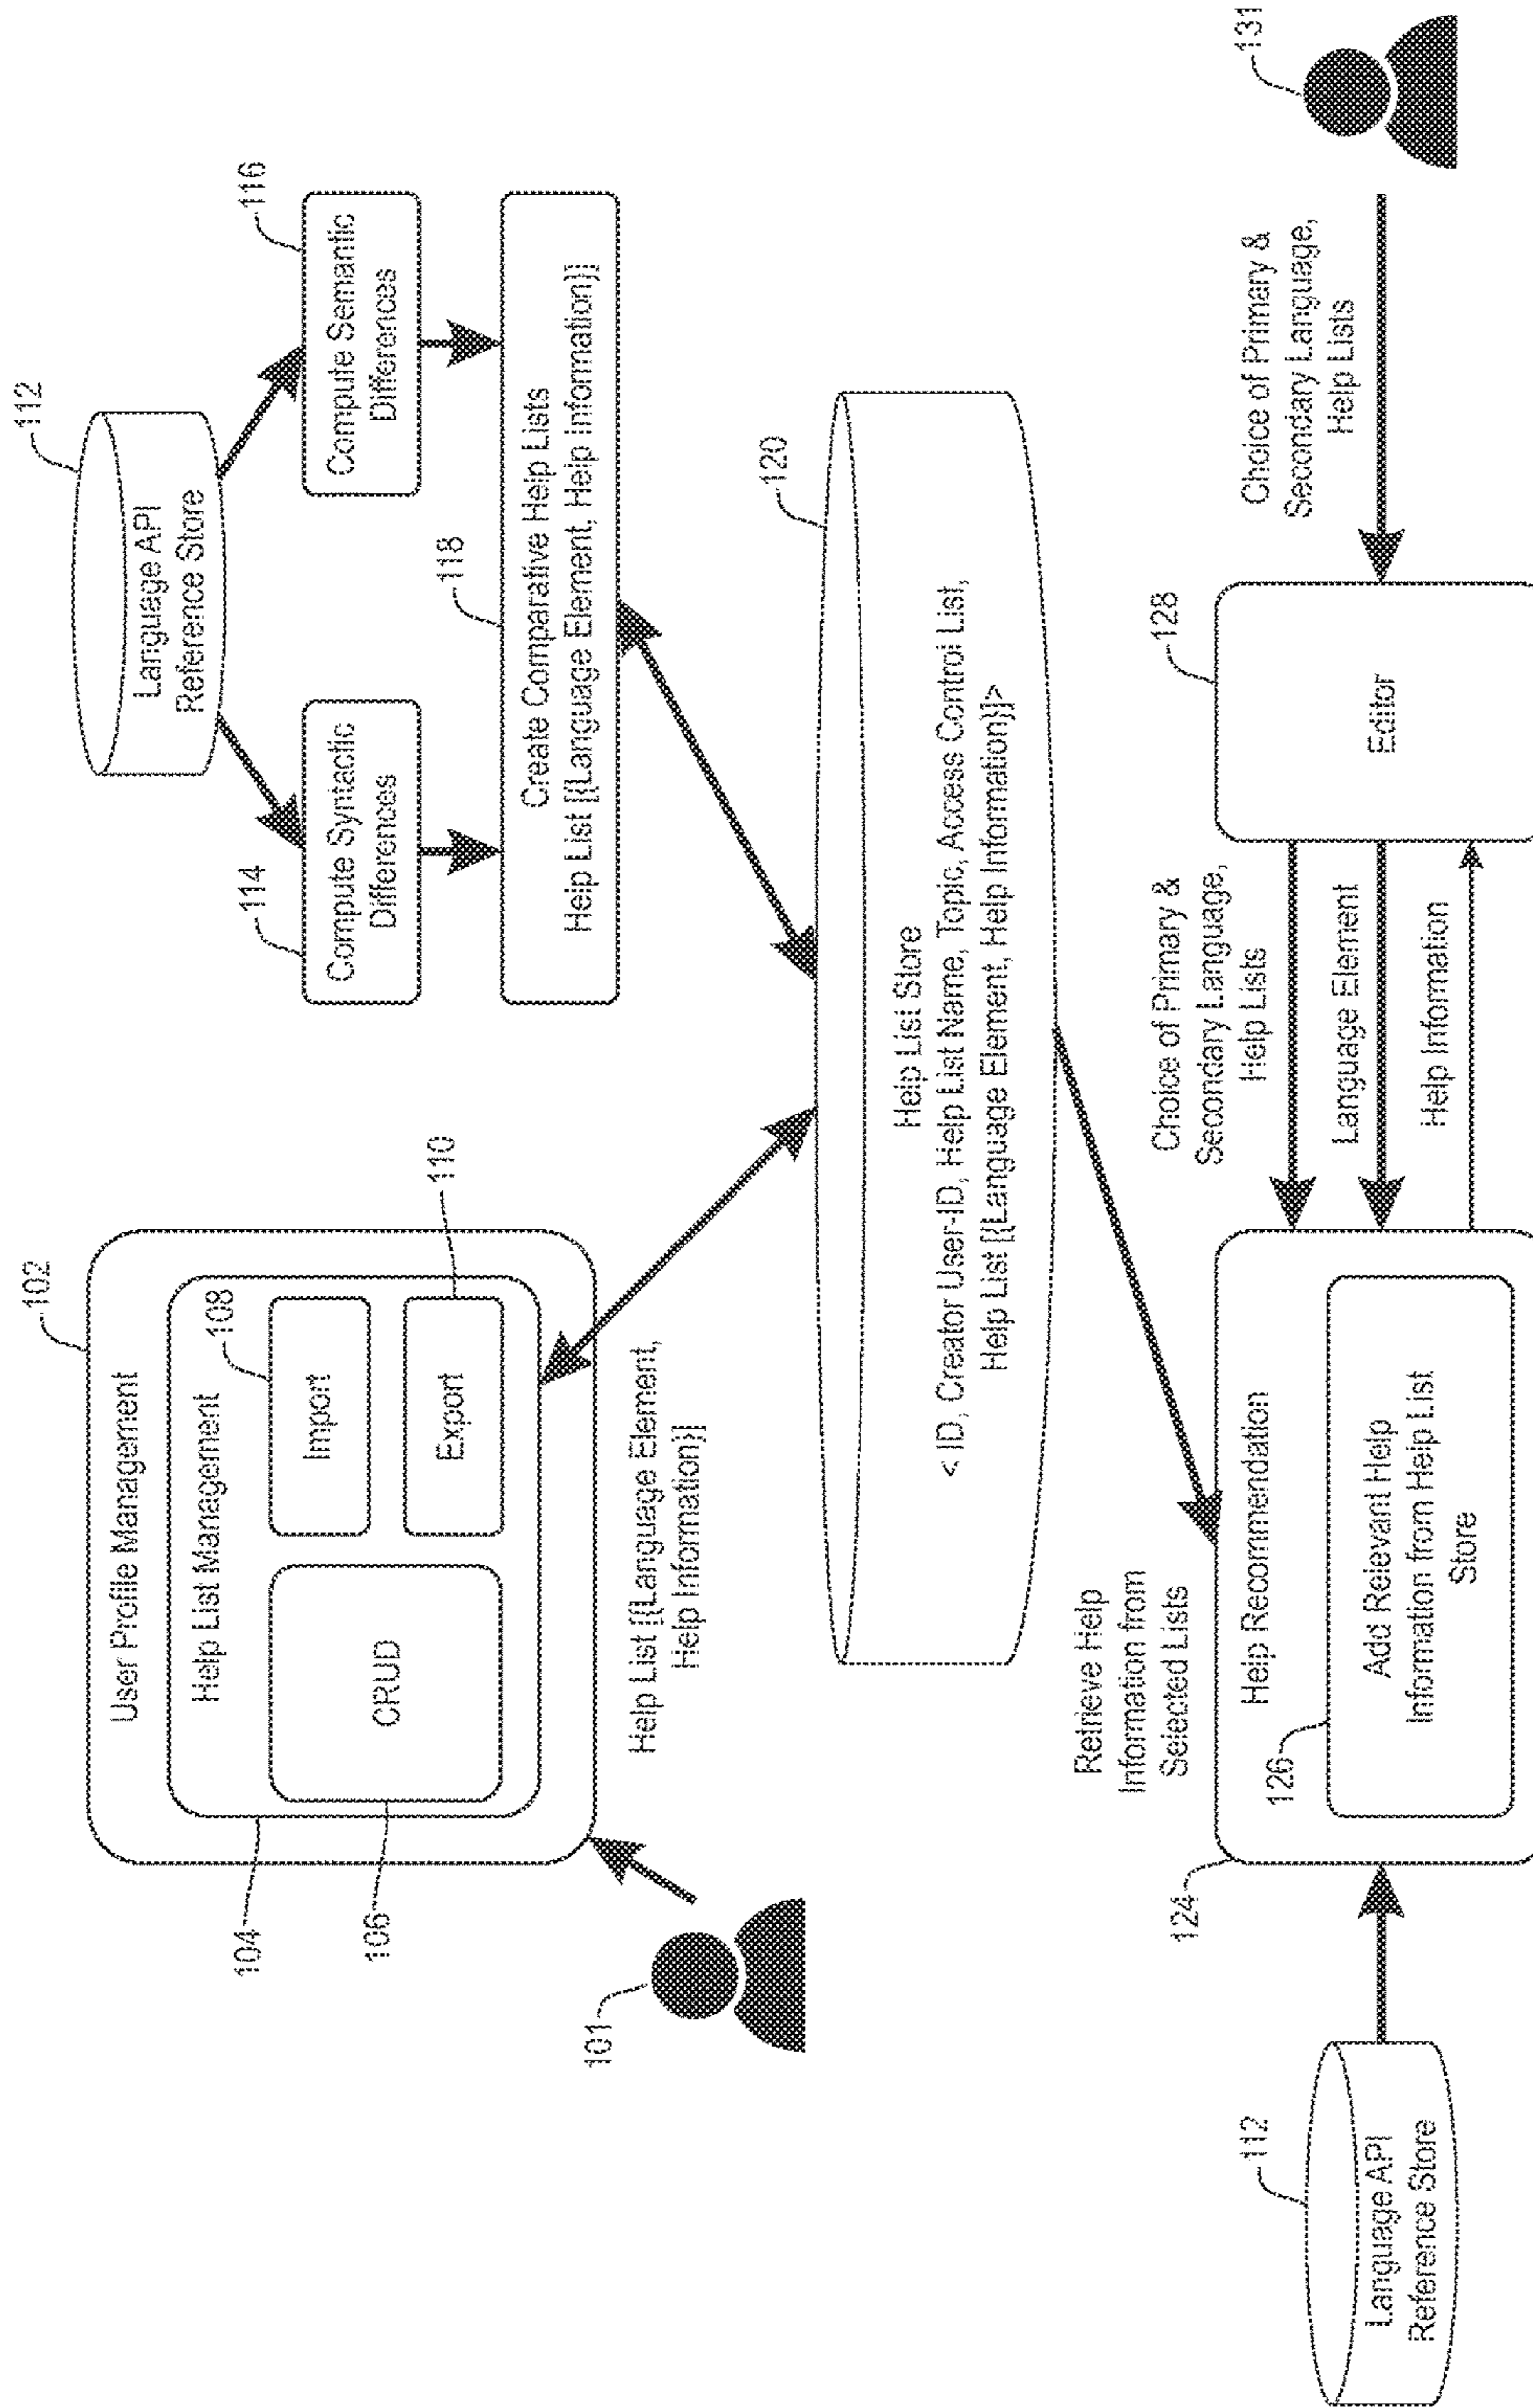 102
User Profile Management
Help List Management
108
Import
CRUD
Export
110
104
106
101
Help List [{Language Element,
Help Information}]
112
Language API
Reference Store
114
Compute Syntactic
Differences
116
Compute Semantic
Differences
118
Create Comparative Help Lists
Help List [{Language Element, Help Information}]
120
Help List Store
< ID, Creator User-ID, Help List Name, Topic, Access Control List,
Help List [{Language Element, Help Information}]>
Retrieve Help
Information from
Selected Lists
112
Language API
Reference Store
124
Help Recommendation
126
Add Relevant Help
Information from Help List
Store
Choice of Primary &
Secondary Language,
Help Lists
Language Element
Help Information
128
Editor
Choice of Primary &
Secondary Language,
Help Lists
131